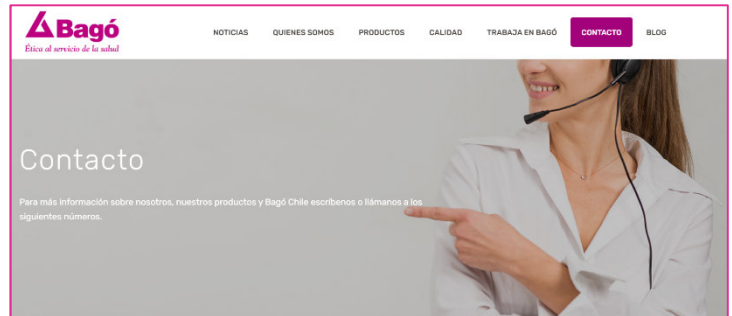 Bagó
Ética al servicio de la salud
NOTICIAS QUIENES SOMOS PRODUCTOS CALIDAD TRABAJA EN BAGÓ CONTACTO BLOG
Contacto
Para más información sobre nosotros, nuestros productos y Bagó Chile escríbenos o llámanos a los
siguientes números.